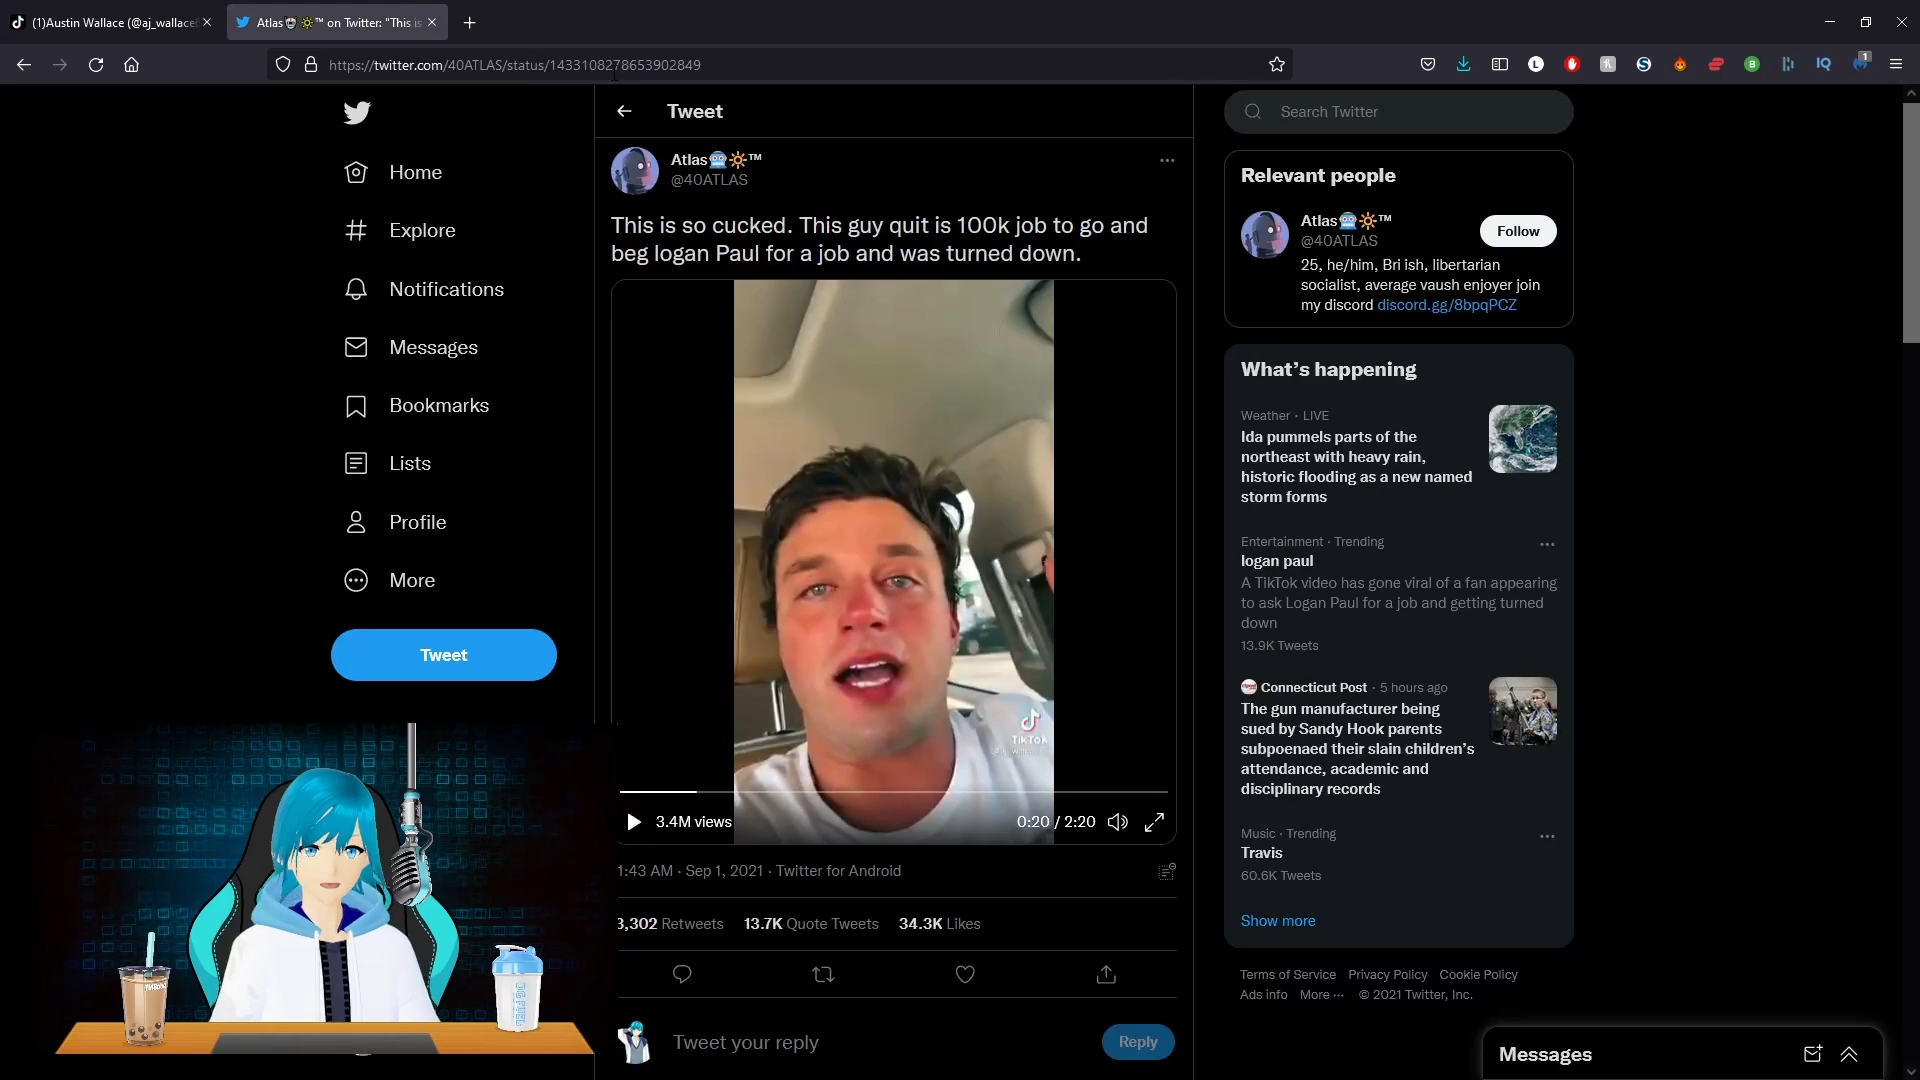 (1)Austin Wallace (@aj_wallace
Atlas🤖🔆™ on Twitter: "This is
https://twitter.com/40ATLAS/status/1433108278653902849
Home
Explore
Notifications
Messages
Bookmarks
Lists
Profile
More
Tweet
Tweet
Atlas🤖🔆™
@40ATLAS
This is so cucked. This guy quit is 100k job to go and
beg logan Paul for a job and was turned down.
TikTok
3.4M views
0:20 / 2:20
1:43 AM · Sep 1, 2021 · Twitter for Android
3,302 Retweets 13.7K Quote Tweets 34.3K Likes
Tweet your reply
Reply
Search Twitter
Relevant people
Atlas🤖🔆™
@40ATLAS
Follow
25, he/him, Bri ish, libertarian
socialist, average vaush enjoyer join
my discord discord.gg/8bpqPCZ
What's happening
Weather · LIVE
Ida pummels parts of the
northeast with heavy rain,
historic flooding as a new named
storm forms
Entertainment · Trending
logan paul
A TikTok video has gone viral of a fan appearing
to ask Logan Paul for a job and getting turned
down
13.9K Tweets
Connecticut Post · 5 hours ago
The gun manufacturer being
sued by Sandy Hook parents
subpoenaed their slain children's
attendance, academic and
disciplinary records
Music · Trending
Travis
60.6K Tweets
Show more
Terms of Service Privacy Policy Cookie Policy
Ads info More ··· © 2021 Twitter, Inc.
Messages